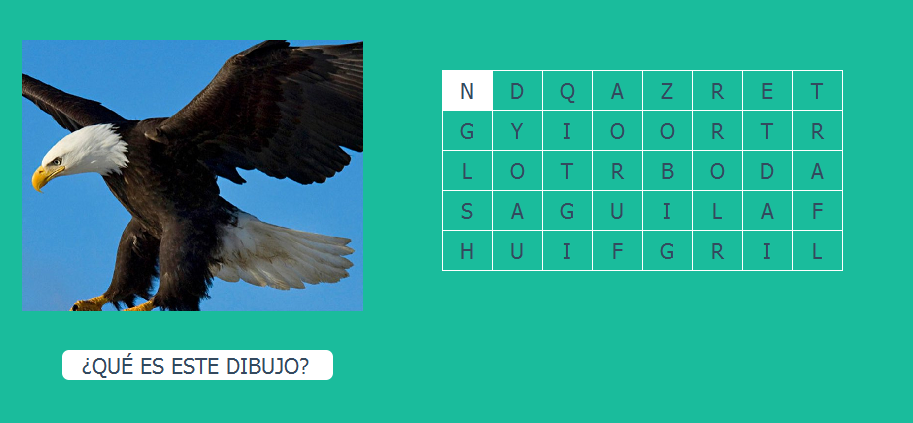 N D Q A Z R E T
G Y I O O R T R
L O T R B O D A
S A G U I L A F
H U I F G R I L
¿QUÉ ES ESTE DIBUJO?